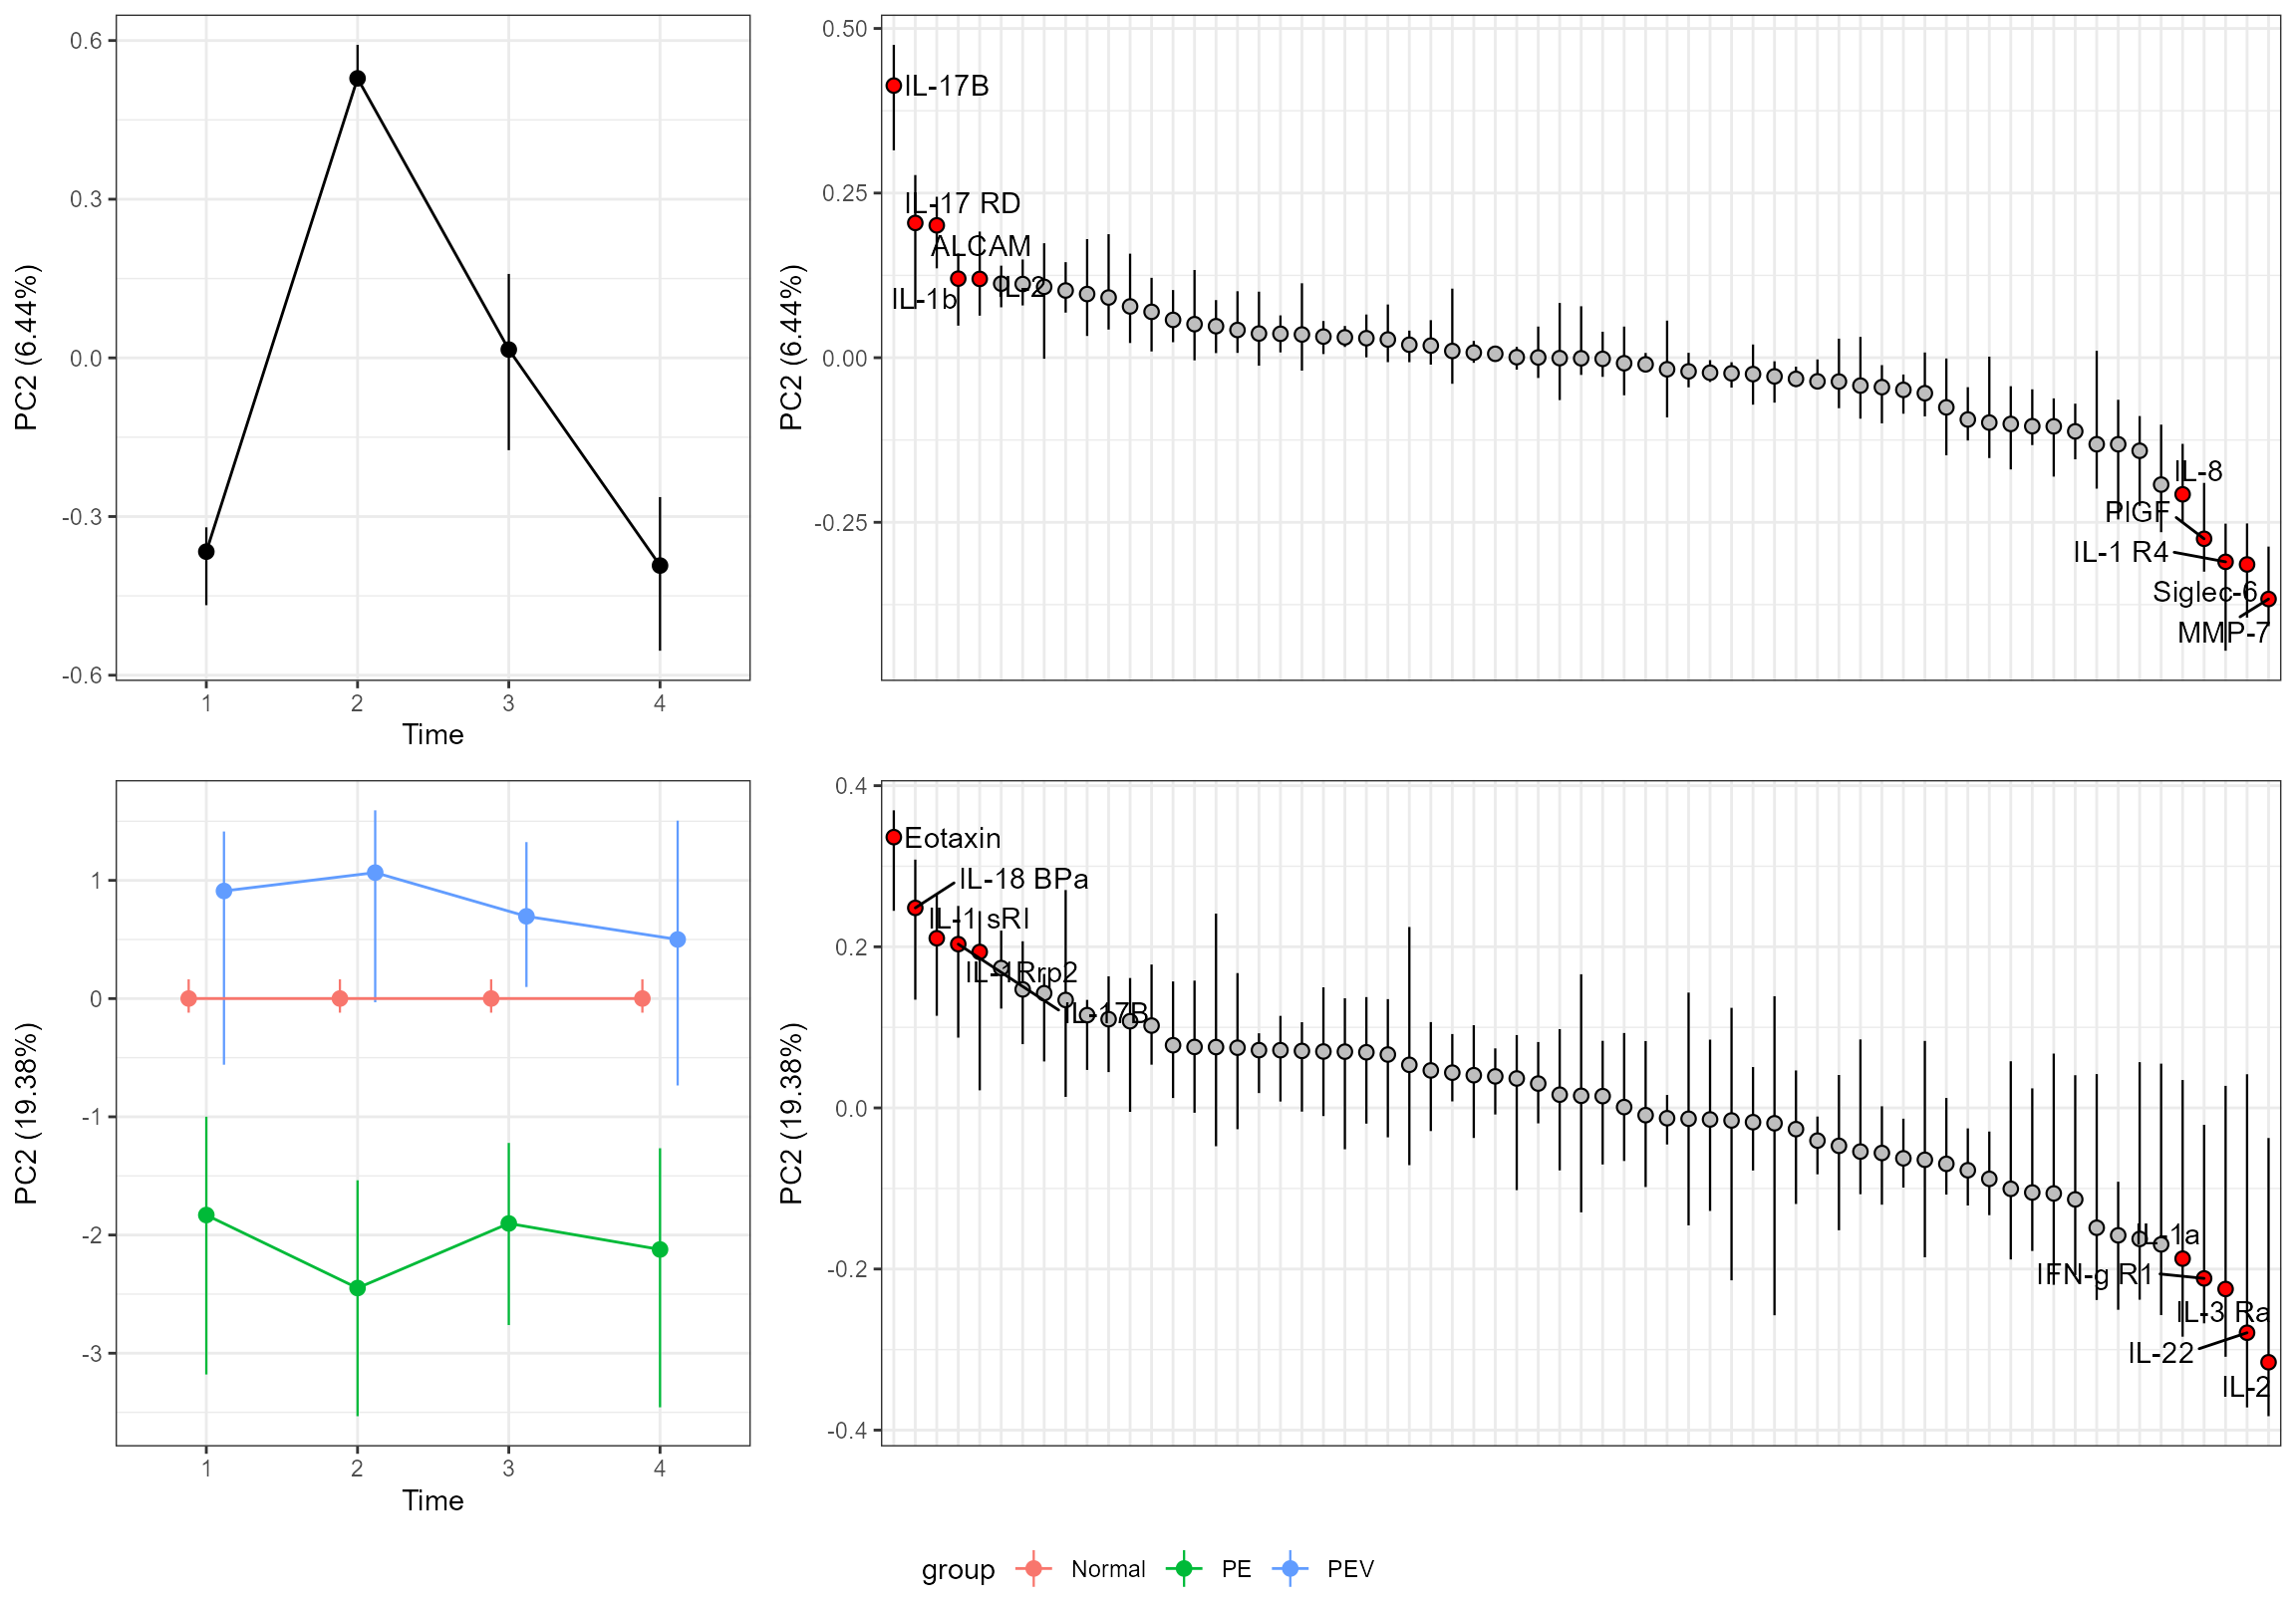 0.6
0.3
0.0
-0.3
-0.6
PC2 (6.44%)
1 2 3 4
Time
0.50
0.25
0.00
-0.25
PC2 (6.44%)
IL-17B
IL-17 RD
ALCAM
IL-1b
IL-2
IL-8
PlGF
IL-1 R4
Siglec-6
MMP-7
1
0
-1
-2
-3
PC2 (19.38%)
1 2 3 4
Time
0.4
0.2
0.0
-0.2
-0.4
PC2 (19.38%)
Eotaxin
IL-18 BPa
IL-1 sRI
IL-1Rrp2
IL-17B
IL-1a
IFN-g R1
IL-3 Ra
IL-22
IL-2
group Normal PE PEV